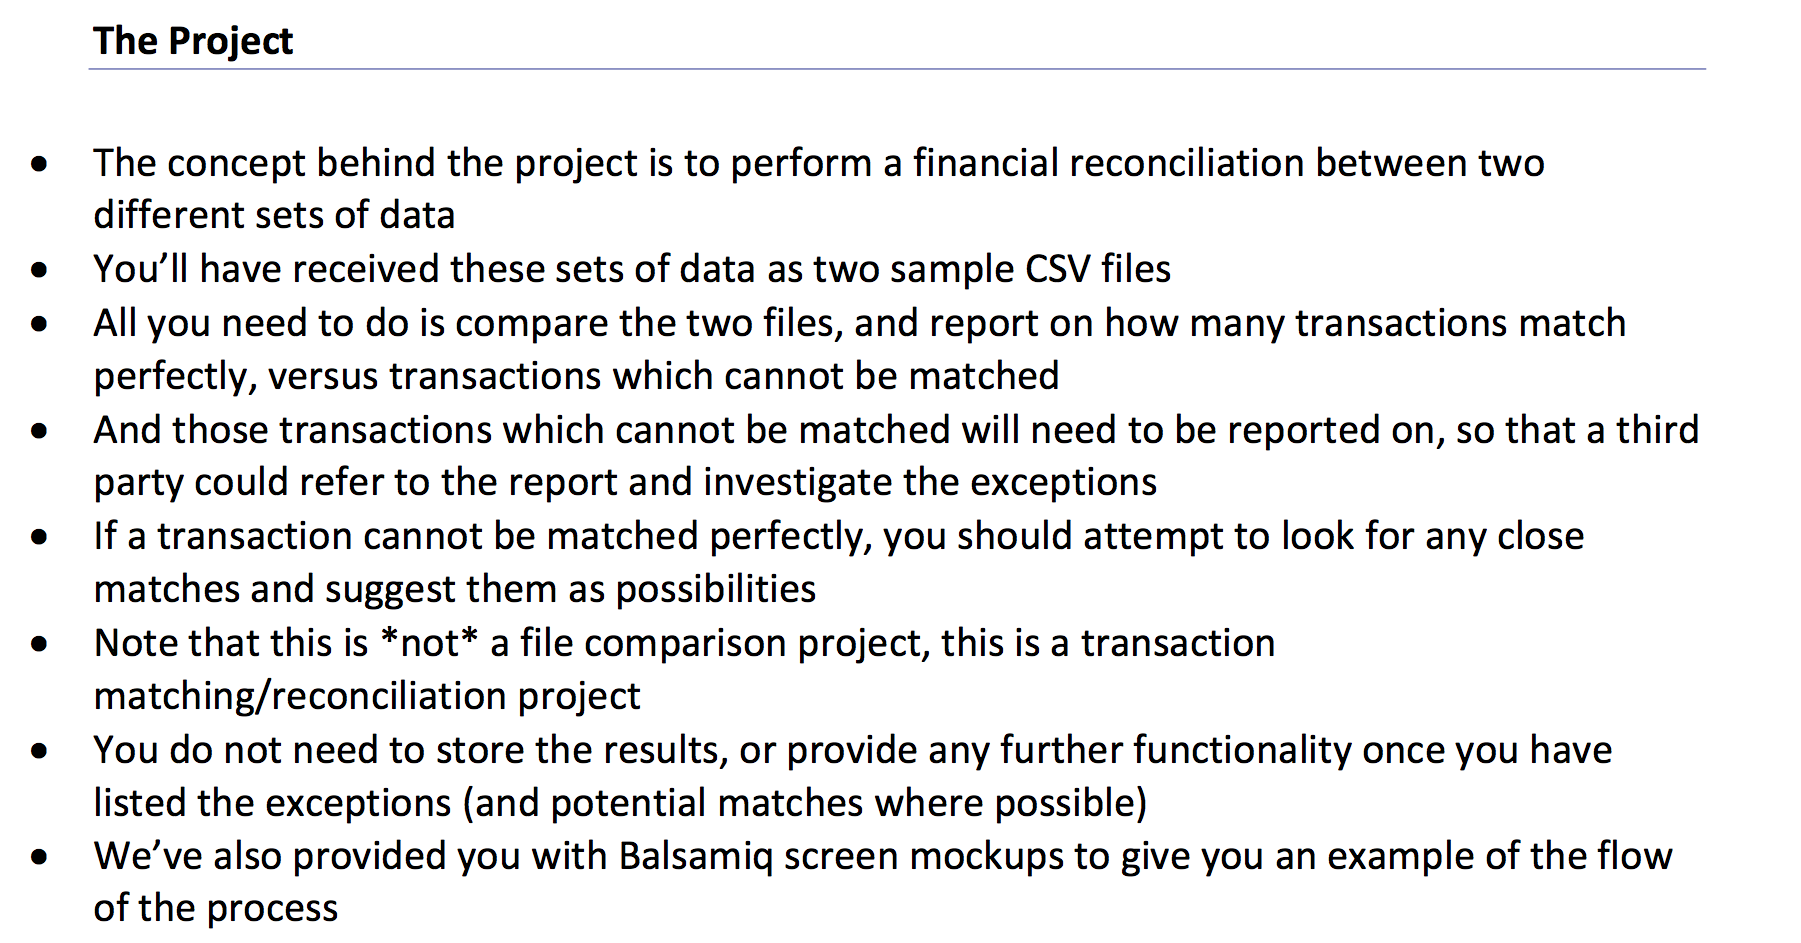 The Project
• The concept behind the project is to perform a financial reconciliation between two
different sets of data
• You’ll have received these sets of data as two sample CSV files
• All you need to do is compare the two files, and report on how many transactions match
perfectly, versus transactions which cannot be matched
• And those transactions which cannot be matched will need to be reported on, so that a third
party could refer to the report and investigate the exceptions
• If a transaction cannot be matched perfectly, you should attempt to look for any close
matches and suggest them as possibilities
• Note that this is *not* a file comparison project, this is a transaction
matching/reconciliation project
• You do not need to store the results, or provide any further functionality once you have
listed the exceptions (and potential matches where possible)
• We’ve also provided you with Balsamiq screen mockups to give you an example of the flow
of the process